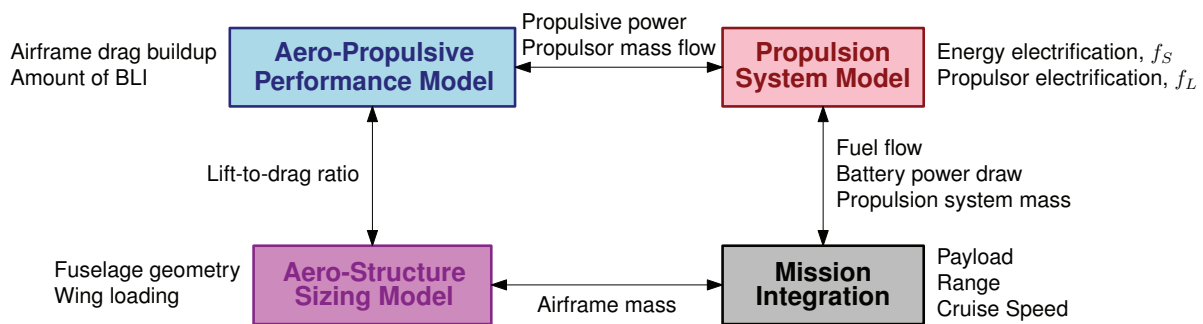 Airframe drag buildup
Amount of BLI
Aero-Propulsive
Performance Model
Propulsive power
Propulsor mass flow
Propulsion
System Model
Energy electrification, f_S
Propulsor electrification, f_L
Lift-to-drag ratio
Fuel flow
Battery power draw
Propulsion system mass
Fuselage geometry
Wing loading
Aero-Structure
Sizing Model
Airframe mass
Mission
Integration
Payload
Range
Cruise Speed